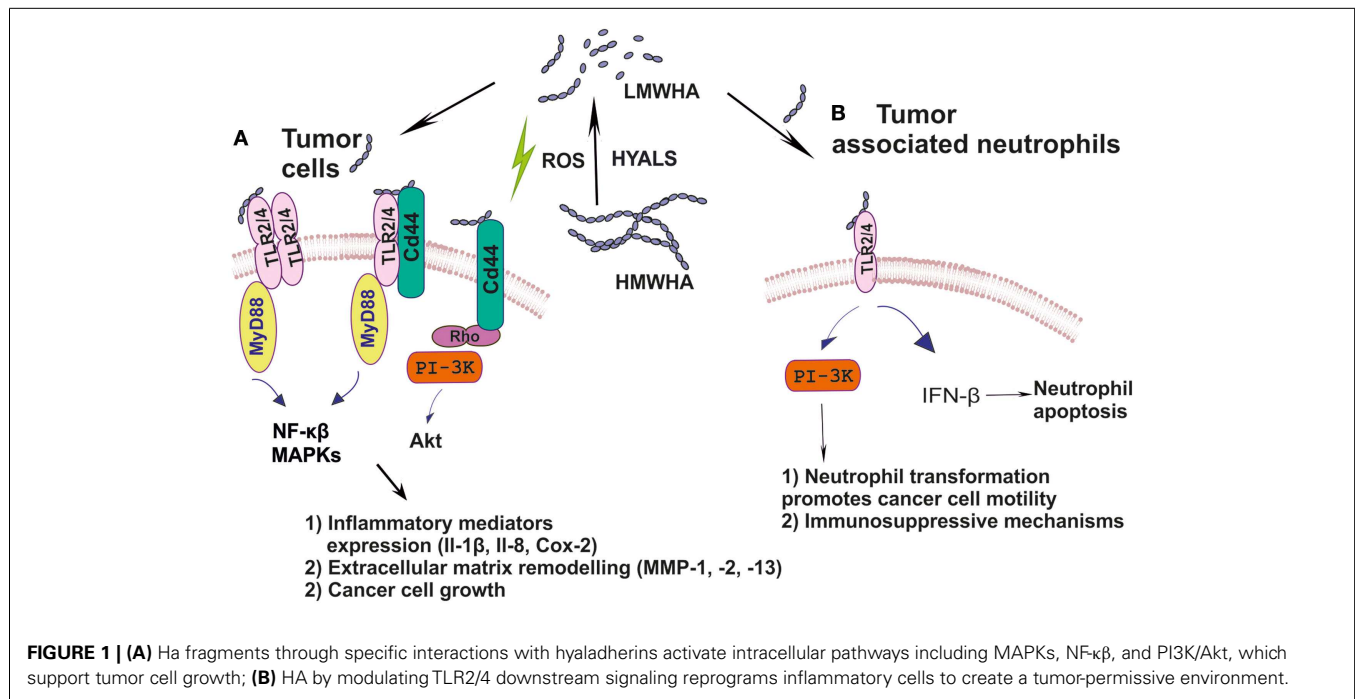 LMWHA
A
Tumor
cells
B
Tumor
associated neutrophils
ROS
HYALS
HMWHA
TLR2/4
TLR2/4
TLR2/4
Cd44
Cd44
TLR2/4
MyD88
MyD88
Rho
PI-3K
Akt
NF-κβ
MAPKs
PI-3K
IFN-β
Neutrophil
apoptosis
1) Inflammatory mediators
expression (Il-1β, Il-8, Cox-2)
2) Extracellular matrix remodelling (MMP-1, -2, -13)
2) Cancer cell growth
1) Neutrophil transformation
promotes cancer cell motility
2) Immunosuppressive mechanisms
FIGURE 1 | (A) Ha fragments through specific interactions with hyaladherins activate intracellular pathways including MAPKs, NF-κβ, and PI3K/Akt, which
support tumor cell growth; (B) HA by modulating TLR2/4 downstream signaling reprograms inflammatory cells to create a tumor-permissive environment.